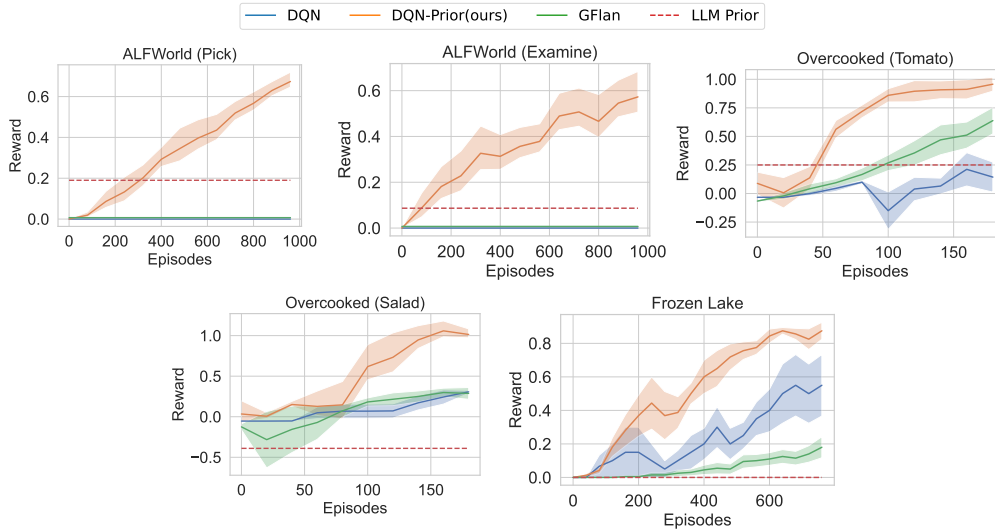 DQN DQN-Prior(ours) GFlan LLM Prior
ALFWorld (Pick)
Reward
0.6
0.4
0.2
0.0
0 200 400 600 800 1000
Episodes
ALFWorld (Examine)
Reward
0.6
0.4
0.2
0.0
0 200 400 600 800 1000
Episodes
Overcooked (Tomato)
Reward
1.00
0.75
0.50
0.25
0.00
−0.25
0 50 100 150
Episodes
Overcooked (Salad)
Reward
1.0
0.5
0.0
−0.5
0 50 100 150
Episodes
Frozen Lake
Reward
0.8
0.6
0.4
0.2
0.0
0 200 400 600
Episodes